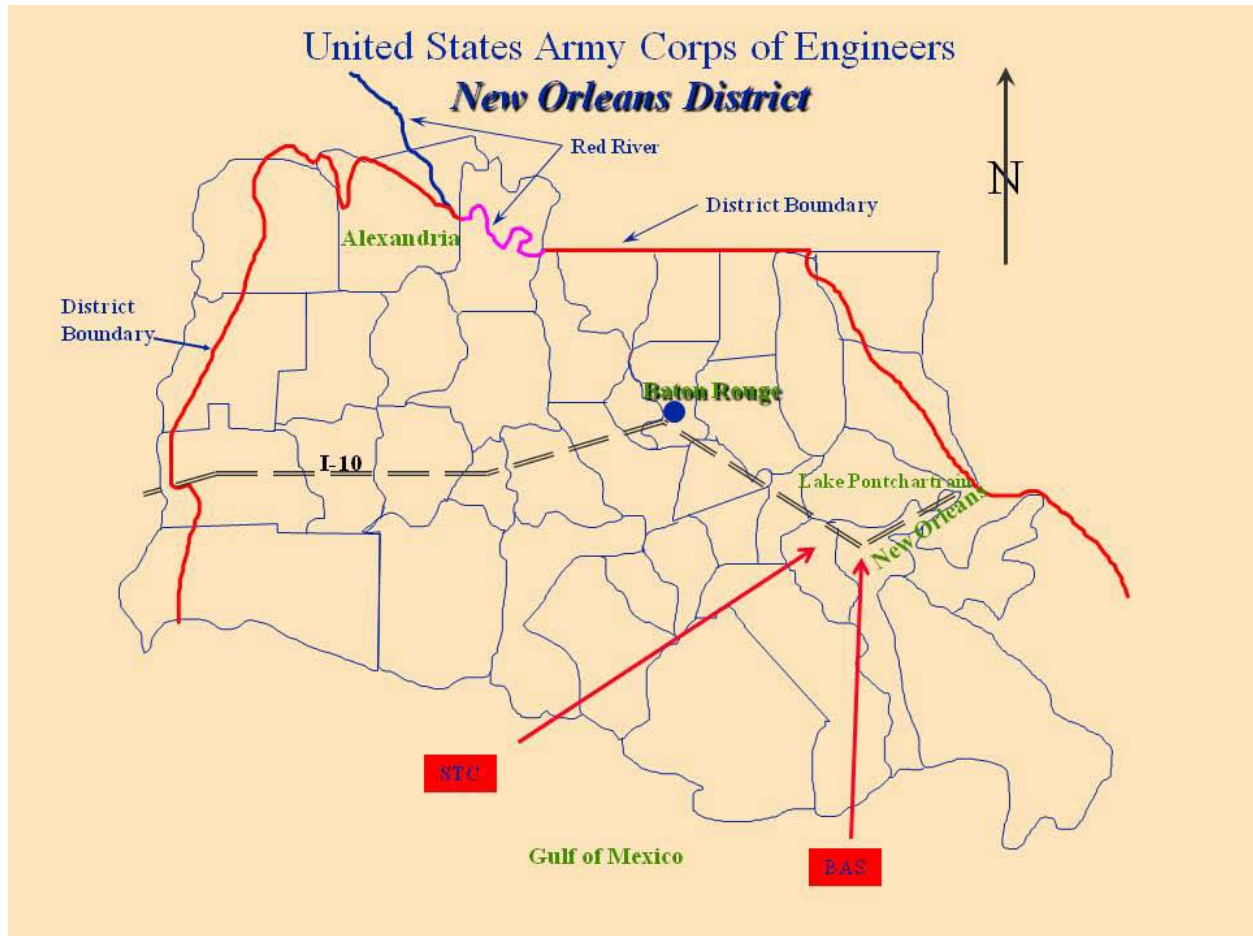 United States Army Corps of Engineers
New Orleans District
Red River
N
District Boundary
Alexandria
District
Boundary
Baton Rouge
I-10
Lake Pontchartrain
New Orleans
STC
Gulf of Mexico
BAS